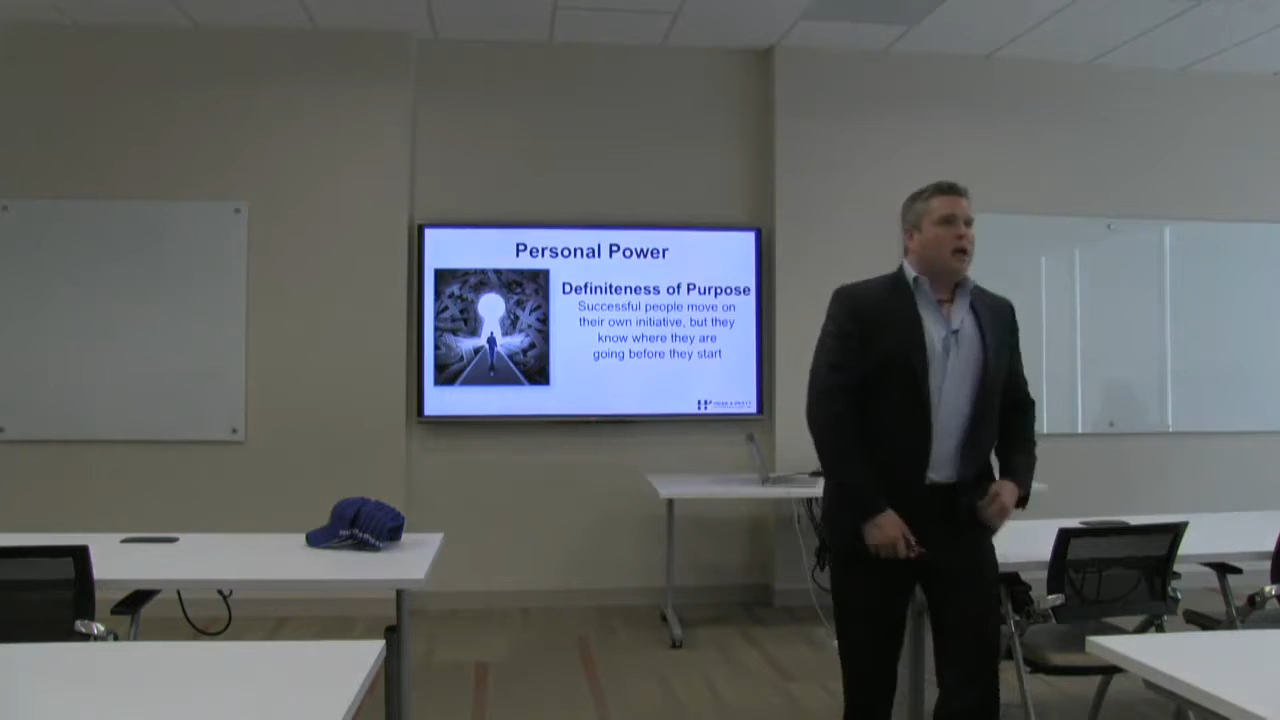 Personal Power
Definiteness of Purpose
Successful people move on
their own initiative, but they
know where they are
going before they start